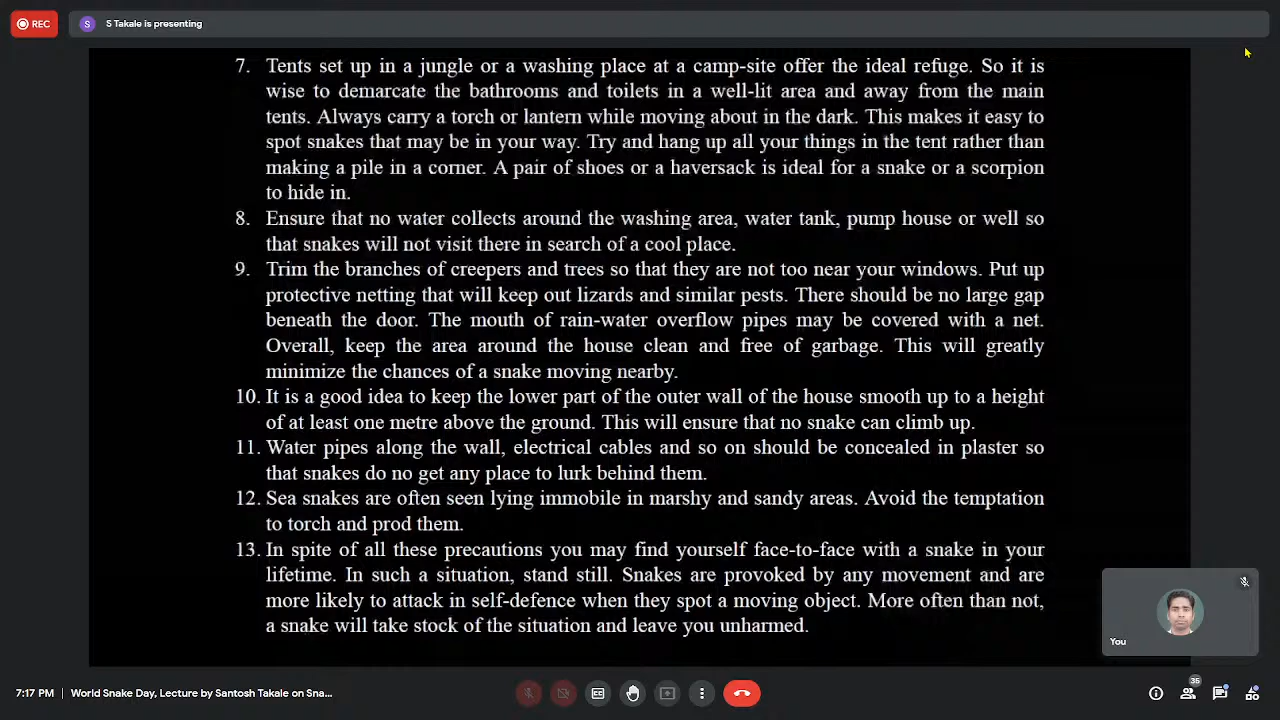 REC
S
S Takale is presenting
7. Tents set up in a jungle or a washing place at a camp-site offer the ideal refuge. So it is
wise to demarcate the bathrooms and toilets in a well-lit area and away from the main
tents. Always carry a torch or lantern while moving about in the dark. This makes it easy to
spot snakes that may be in your way. Try and hang up all your things in the tent rather than
making a pile in a corner. A pair of shoes or a haversack is ideal for a snake or a scorpion
to hide in.
8. Ensure that no water collects around the washing area, water tank, pump house or well so
that snakes will not visit there in search of a cool place.
9. Trim the branches of creepers and trees so that they are not too near your windows. Put up
protective netting that will keep out lizards and similar pests. There should be no large gap
beneath the door. The mouth of rain-water overflow pipes may be covered with a net.
Overall, keep the area around the house clean and free of garbage. This will greatly
minimize the chances of a snake moving nearby.
10. It is a good idea to keep the lower part of the outer wall of the house smooth up to a height
of at least one metre above the ground. This will ensure that no snake can climb up.
11. Water pipes along the wall, electrical cables and so on should be concealed in plaster so
that snakes do no get any place to lurk behind them.
12. Sea snakes are often seen lying immobile in marshy and sandy areas. Avoid the temptation
to torch and prod them.
13. In spite of all these precautions you may find yourself face-to-face with a snake in your
lifetime. In such a situation, stand still. Snakes are provoked by any movement and are
more likely to attack in self-defence when they spot a moving object. More often than not,
a snake will take stock of the situation and leave you unharmed.
You
7:17 PM | World Snake Day, Lecture by Santosh Takale on Sna...
35